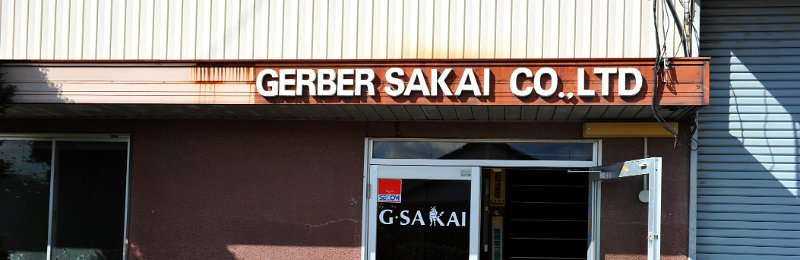 GERBER SAKAI CO.,LTD
SECOM
G·SAKAI